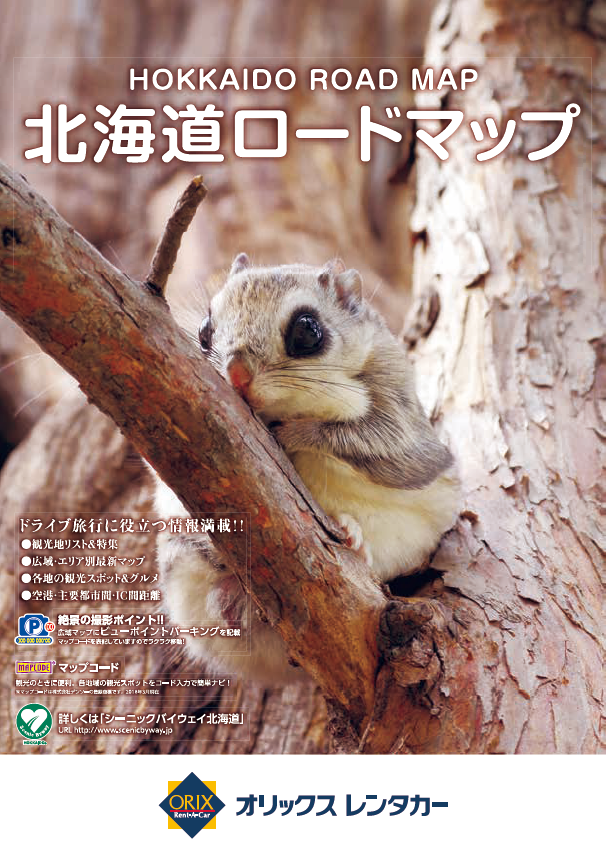 HOKKAIDO ROAD MAP
北海道ロードマップ
ドライブ旅行に役立つ情報満載!!
●観光地リスト&特集
●広域・エリア別最新マップ
●各地の観光スポット&グルメ
●空港・主要都市間・IC間距離
P
絶景の撮影ポイント!!
広域マップにビューポイントパーキングを記載
マップコードを表記していますのでラクラク移動!
MAPCODE マップコード
観光のときに便利。各地域の観光スポットをコード入力で簡単ナビ!
※マップコードは株式会社デンソーの登録商標です。2016年3月現在
Scenic Byway
HOKKAIDO
詳しくは「シーニックバイウェイ北海道」
URL http://www.scenicbyway.jp
ORIX
Rent-A-Car
オリックス レンタカー